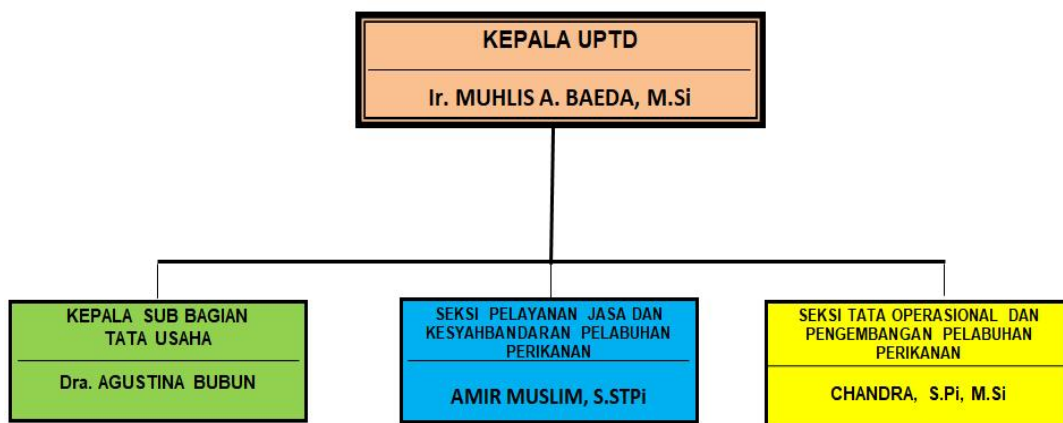 KEPALA UPTD
Ir. MUHLIS A. BAEDA, M.Si
KEPALA SUB BAGIAN
TATA USAHA
Dra. AGUSTINA BUBUN
SEKSI PELAYANAN JASA DAN
KESYAHBANDARAN PELABUHAN
PERIKANAN
AMIR MUSLIM, S.STPi
SEKSI TATA OPERASIONAL DAN
PENGEMBANGAN PELABUHAN
PERIKANAN
CHANDRA, S.Pi, M.Si